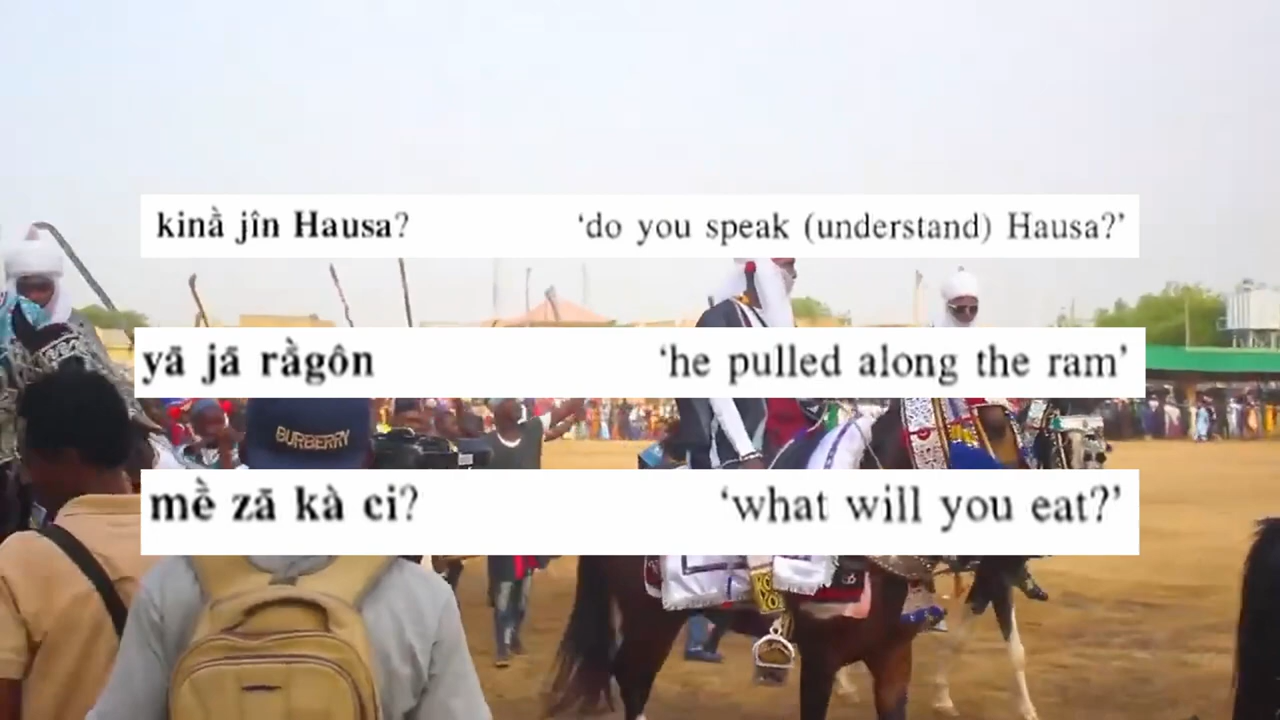 kinā̀ jîn Hausa? ‘do you speak (understand) Hausa?’
yā jā rā̀gôn ‘he pulled along the ram’
BURBERRY
mḕ zā kà ci? ‘what will you eat?’